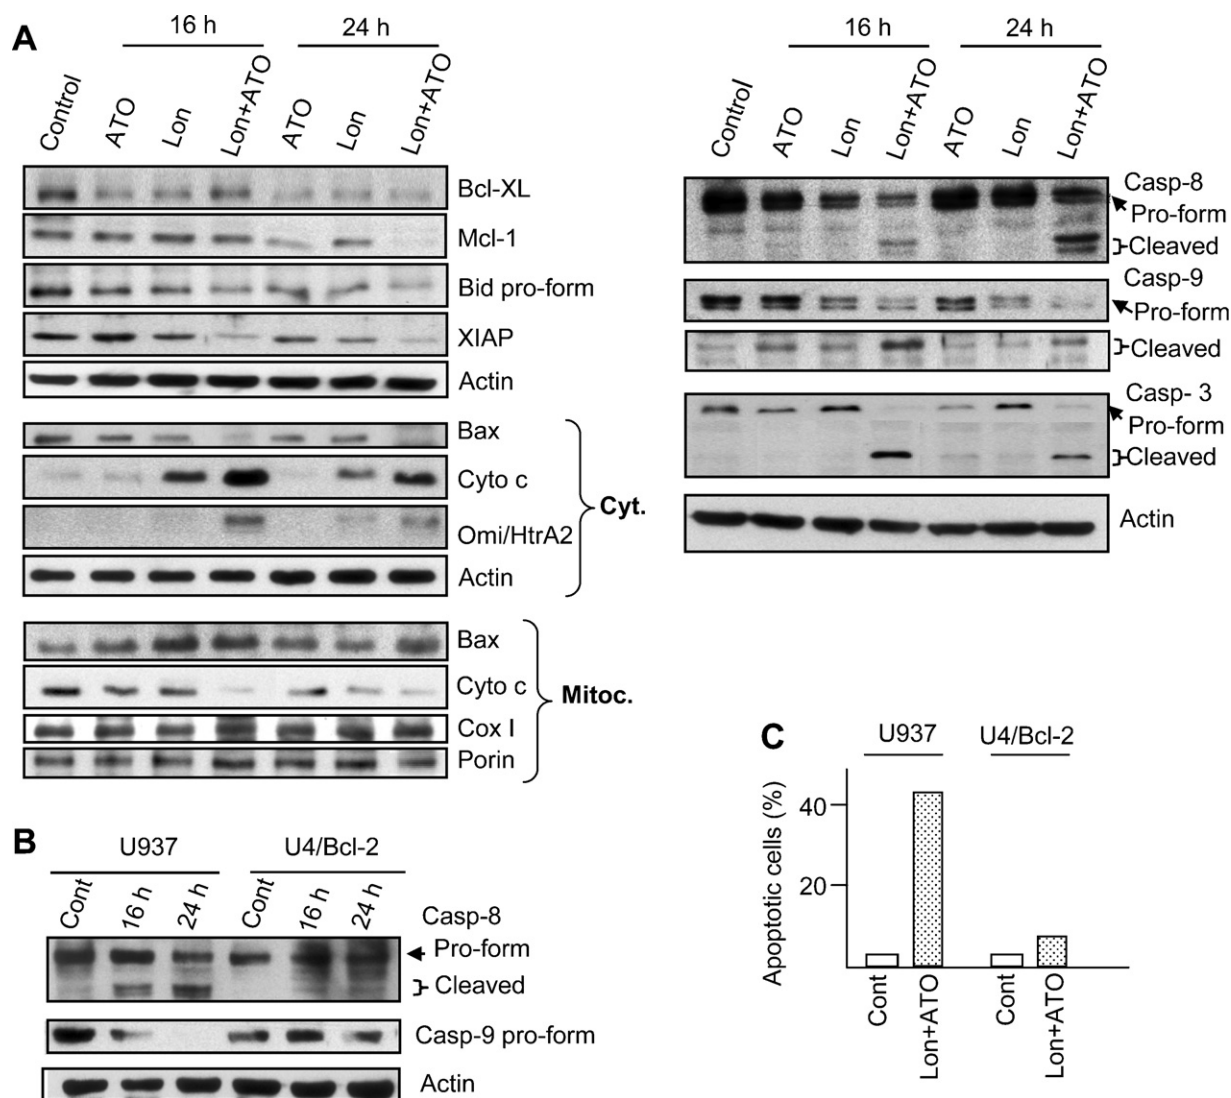 A
16 h
24 h
Control
ATO
Lon
Lon+ATO
ATO
Lon
Lon+ATO
Bcl-XL
Mcl-1
Bid pro-form
XIAP
Actin
Bax
Cyto c
Omi/HtrA2
Actin
Cyt.
Bax
Cyto c
Cox I
Porin
Mitoc.
16 h
24 h
Control
ATO
Lon
Lon+ATO
ATO
Lon
Lon+ATO
Casp-8
Pro-form
Cleaved
Casp-9
Pro-form
Cleaved
Casp- 3
Pro-form
Cleaved
Actin
B
U937
U4/Bcl-2
Cont
16 h
24 h
Cont
16 h
24 h
Casp-8
Pro-form
Cleaved
Casp-9 pro-form
Actin
C
U937
U4/Bcl-2
Apoptotic cells (%)
40
20
Cont
Lon+ATO
Cont
Lon+ATO